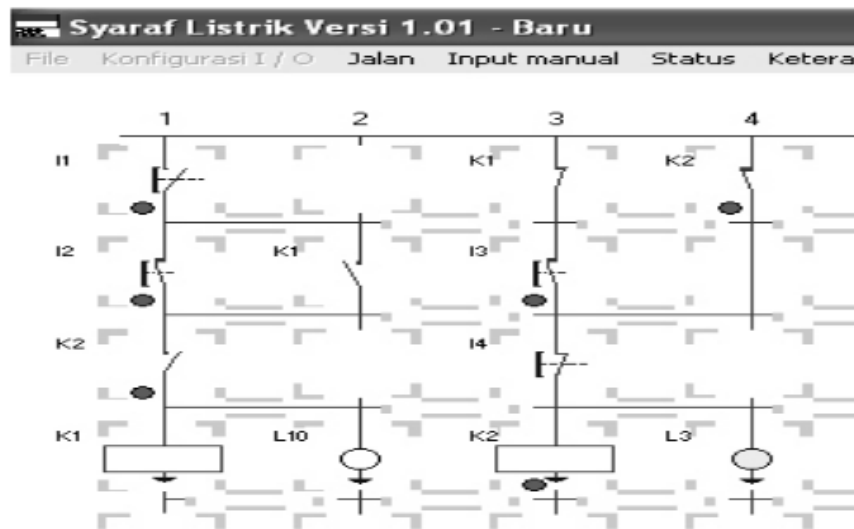 Syaraf Listrik Versi 1.01 - Baru
File Konfigurasi I / O Jalan Input manual Status Ketera
1 2 3 4
I1 K1 K2
I2 K1 I3
K2 I4
K1 L10 K2 L3